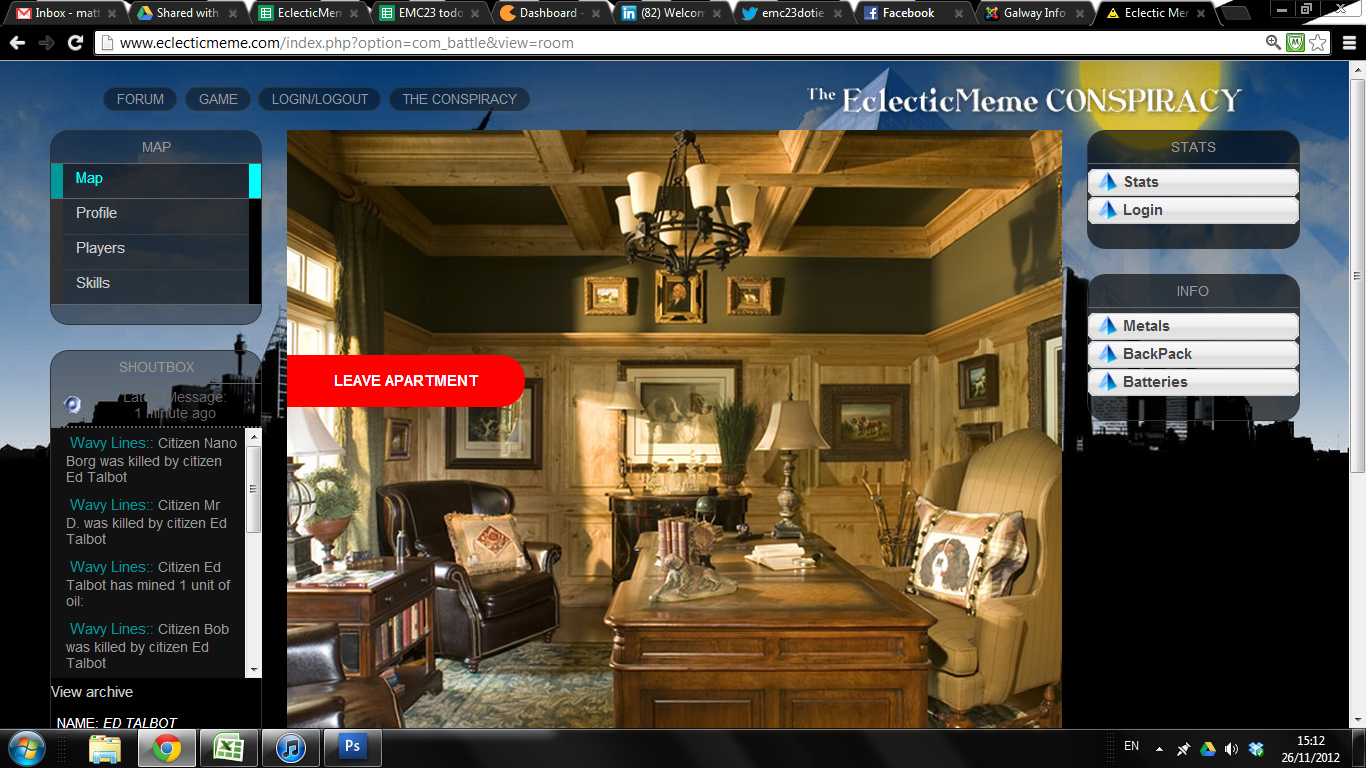 Inbox - matt
Shared with
EclecticMem
EMC23 todo
Dashboard -
(82) Welcom
emc23dotie
Facebook
Galway Info
Eclectic Mem
www.eclecticmeme.com/index.php?option=com_battle&view=room
FORUM
GAME
LOGIN/LOGOUT
THE CONSPIRACY
The EclecticMeme CONSPIRACY
MAP
Map
Profile
Players
Skills
SHOUTBOX
Latest Message:
1 minute ago
Wavy Lines:: Citizen Nano
Borg was killed by citizen
Ed Talbot
Wavy Lines:: Citizen Mr
D. was killed by citizen Ed
Talbot
Wavy Lines:: Citizen Ed
Talbot has mined 1 unit of
oil:
Wavy Lines:: Citizen Bob
was killed by citizen Ed
Talbot
View archive
NAME: ED TALBOT
LEAVE APARTMENT
STATS
Stats
Login
INFO
Metals
BackPack
Batteries
Ps
EN
15:12
26/11/2012